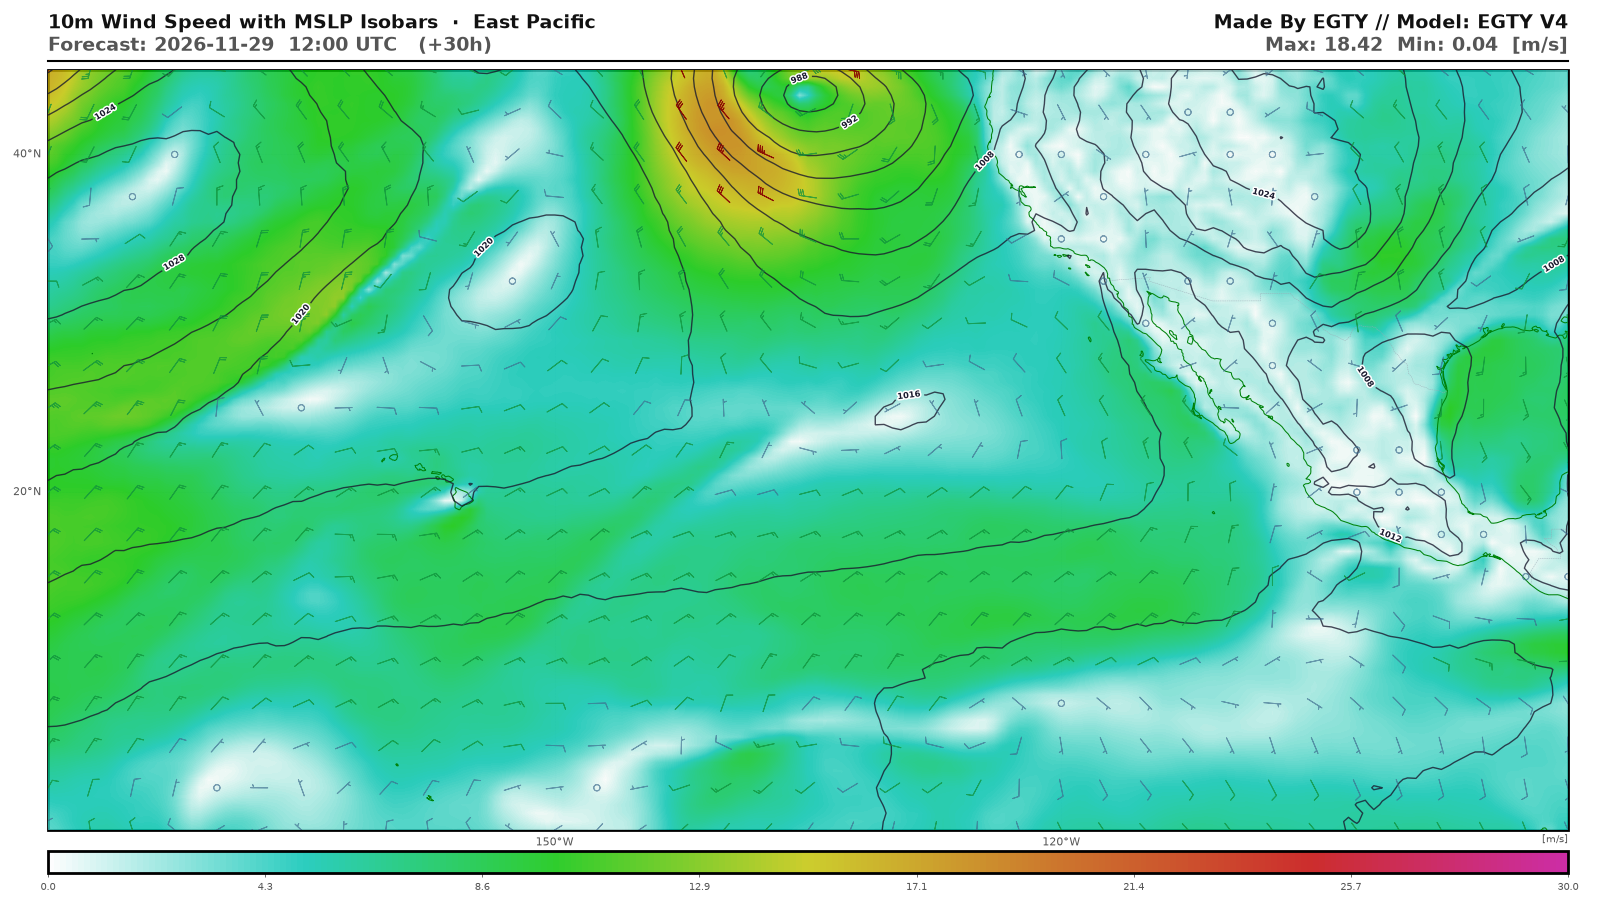 10m Wind Speed with MSLP Isobars · East Pacific
Made By EGTY // Model: EGTY V4
Forecast: 2026-11-29 12:00 UTC (+30h)
Max: 18.42 Min: 0.04 [m/s]
988
1024
992
40°N
1008
1024
1020
1028
1008
1020
1008
1016
20°N
1012
150°W
120°W
[m/s]
0.0
4.3
8.6
12.9
17.1
21.4
25.7
30.0